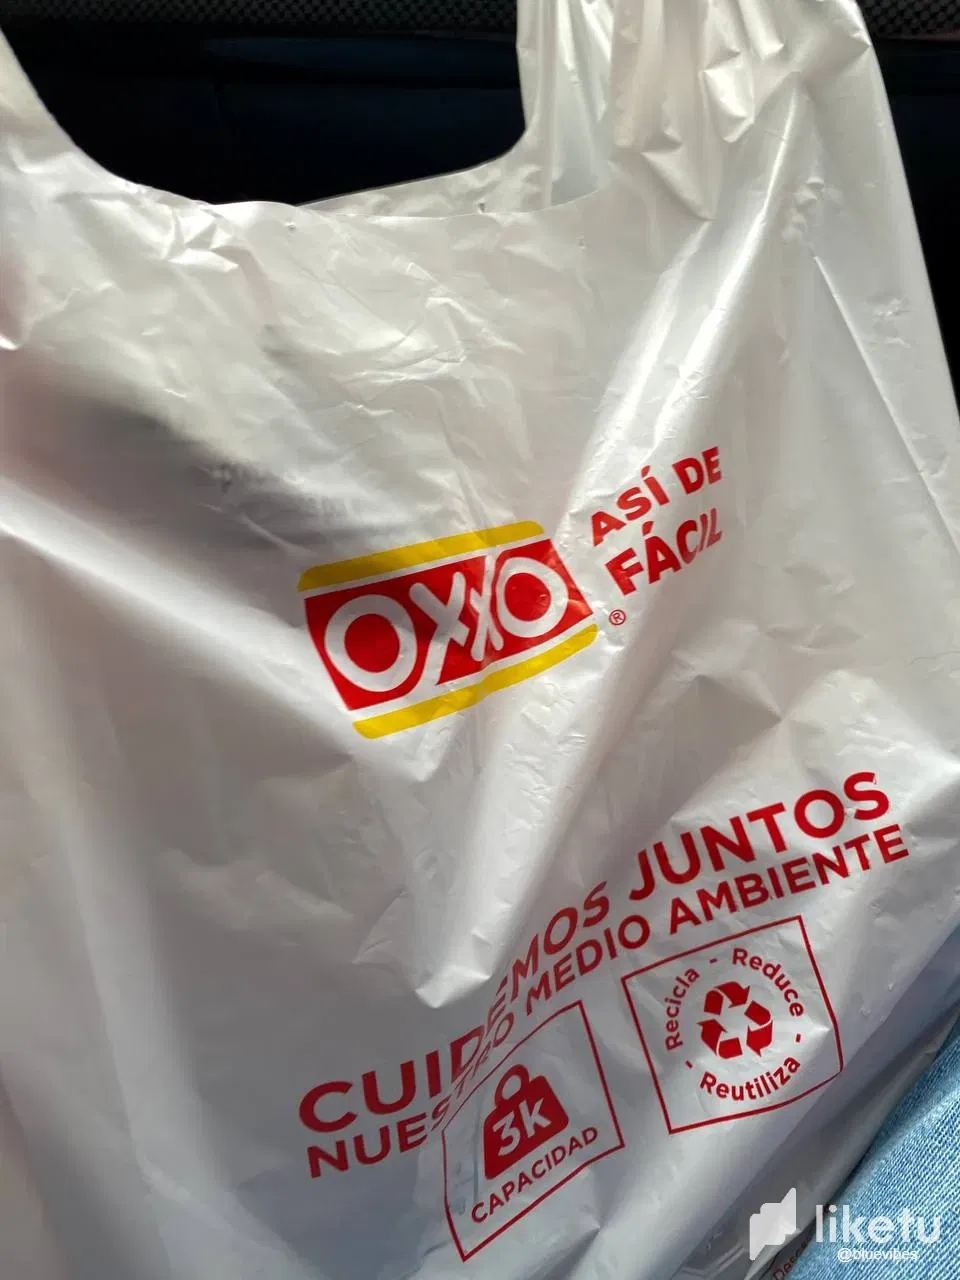 OXXO
ASÍ DE
FÁCIL
®
CUIDEMOS JUNTOS
NUESTRO MEDIO AMBIENTE
3k
CAPACIDAD
Recicla - Reduce - Reutiliza -
liketu
@bluevibes